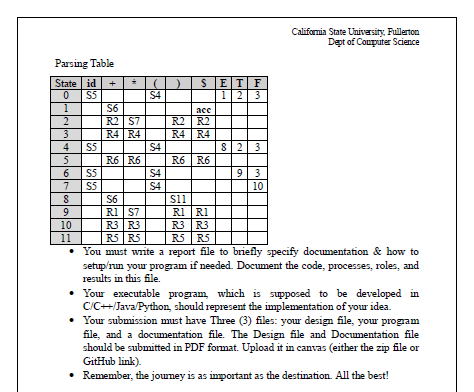 California State University, Fullerton
Dept of Computer Science
Parsing Table
State id + * ( ) $ E T F
0 S5 S4 1 2 3
1 S6 acc
2 R2 S7 R2 R2
3 R4 R4 R4 R4
4 S5 S4 8 2 3
5 R6 R6 R6 R6
6 S5 S4 9 3
7 S5 S4 10
8 S6 S11
9 R1 S7 R1 R1
10 R3 R3 R3 R3
11 R5 R5 R5 R5
• You must write a report file to briefly specify documentation & how to
setup/run your program if needed. Document the code, processes, roles, and
results in this file.
• Your executable program, which is supposed to be developed in
C/C++/Java/Python, should represent the implementation of your idea.
• Your submission must have Three (3) files: your design file, your program
file, and a documentation file. The Design file and Documentation file
should be submitted in PDF format. Upload it in canvas (either the zip file or
GitHub link).
• Remember, the journey is as important as the destination. All the best!